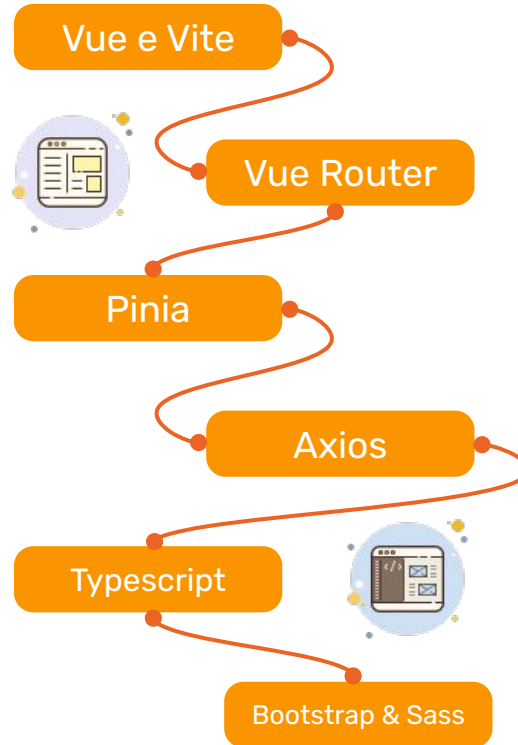 Vue e Vite
Vue Router
Pinia
Axios
</>
Typescript
Bootstrap & Sass